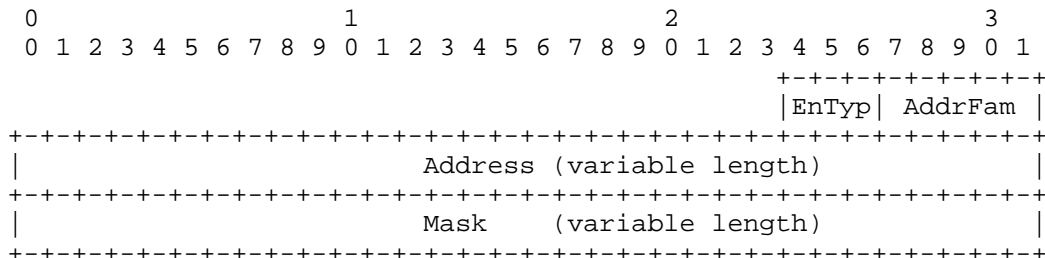 0                   1                   2                   3
 0 1 2 3 4 5 6 7 8 9 0 1 2 3 4 5 6 7 8 9 0 1 2 3 4 5 6 7 8 9 0 1
                                                +-+-+-+-+-+-+-+-+
                                                |EnTyp| AddrFam |
+-+-+-+-+-+-+-+-+-+-+-+-+-+-+-+-+-+-+-+-+-+-+-+-+-+-+-+-+-+-+-+-+
|                         Address (variable length)             |
+-+-+-+-+-+-+-+-+-+-+-+-+-+-+-+-+-+-+-+-+-+-+-+-+-+-+-+-+-+-+-+-+
|                         Mask    (variable length)             |
+-+-+-+-+-+-+-+-+-+-+-+-+-+-+-+-+-+-+-+-+-+-+-+-+-+-+-+-+-+-+-+-+